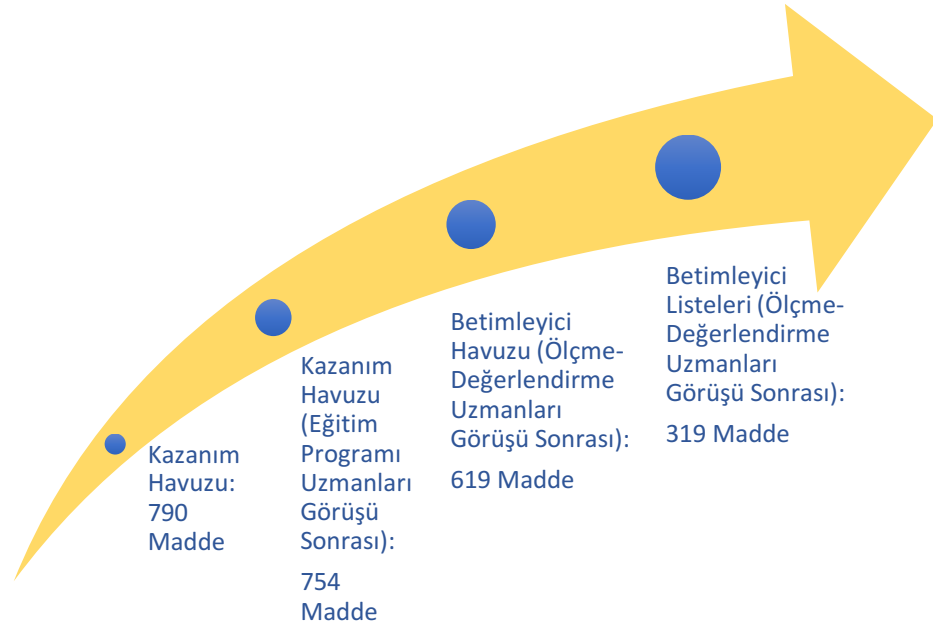 Kazanım
Havuzu:
790
Madde
Kazanım
Havuzu
(Eğitim
Programı
Uzmanları
Görüşü
Sonrası):
754
Madde
Betimleyici
Havuzu (Ölçme-
Değerlendirme
Uzmanları
Görüşü Sonrası):
619 Madde
Betimleyici
Listeleri (Ölçme-
Değerlendirme
Uzmanları
Görüşü Sonrası):
319 Madde